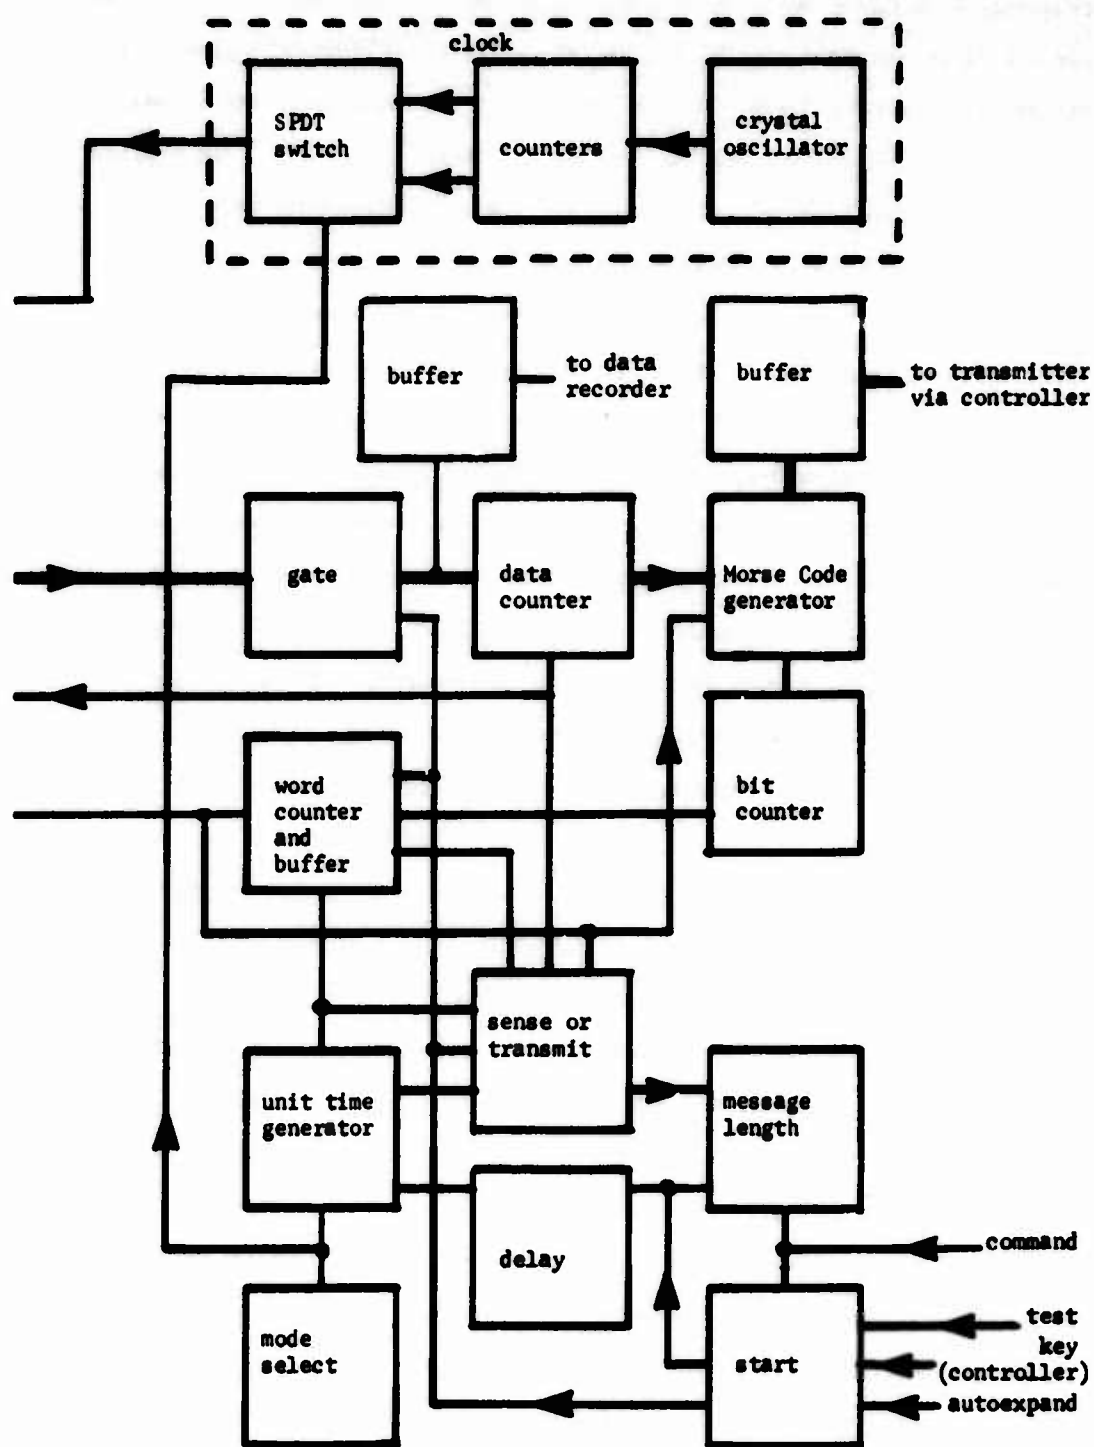 clock
SPDT
switch
counters
crystal
oscillator
buffer
to data
recorder
buffer
to transmitter
via controller
gate
data
counter
Morse Code
generator
word
counter
and
buffer
bit
counter
sense or
transmit
unit time
generator
message
length
delay
command
mode
select
start
test
key
(controller)
autoexpand